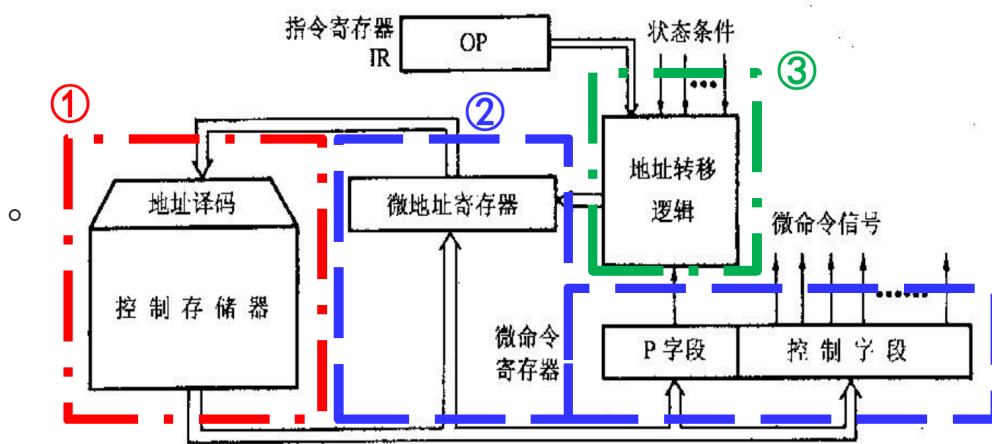 指令寄存器
IR
OP
状态条件
①
②
③
地址译码
控制存储器
微地址寄存器
地址转移
逻辑
微命令信号
微命令
寄存器
P字段
控制字段